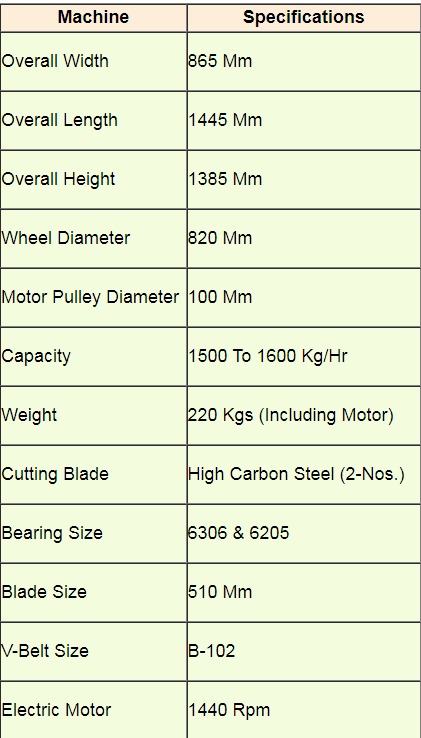 Machine Specifications
Overall Width 865 Mm
Overall Length 1445 Mm
Overall Height 1385 Mm
Wheel Diameter 820 Mm
Motor Pulley Diameter 100 Mm
Capacity 1500 To 1600 Kg/Hr
Weight 220 Kgs (Including Motor)
Cutting Blade High Carbon Steel (2-Nos.)
Bearing Size 6306 & 6205
Blade Size 510 Mm
V-Belt Size B-102
Electric Motor 1440 Rpm